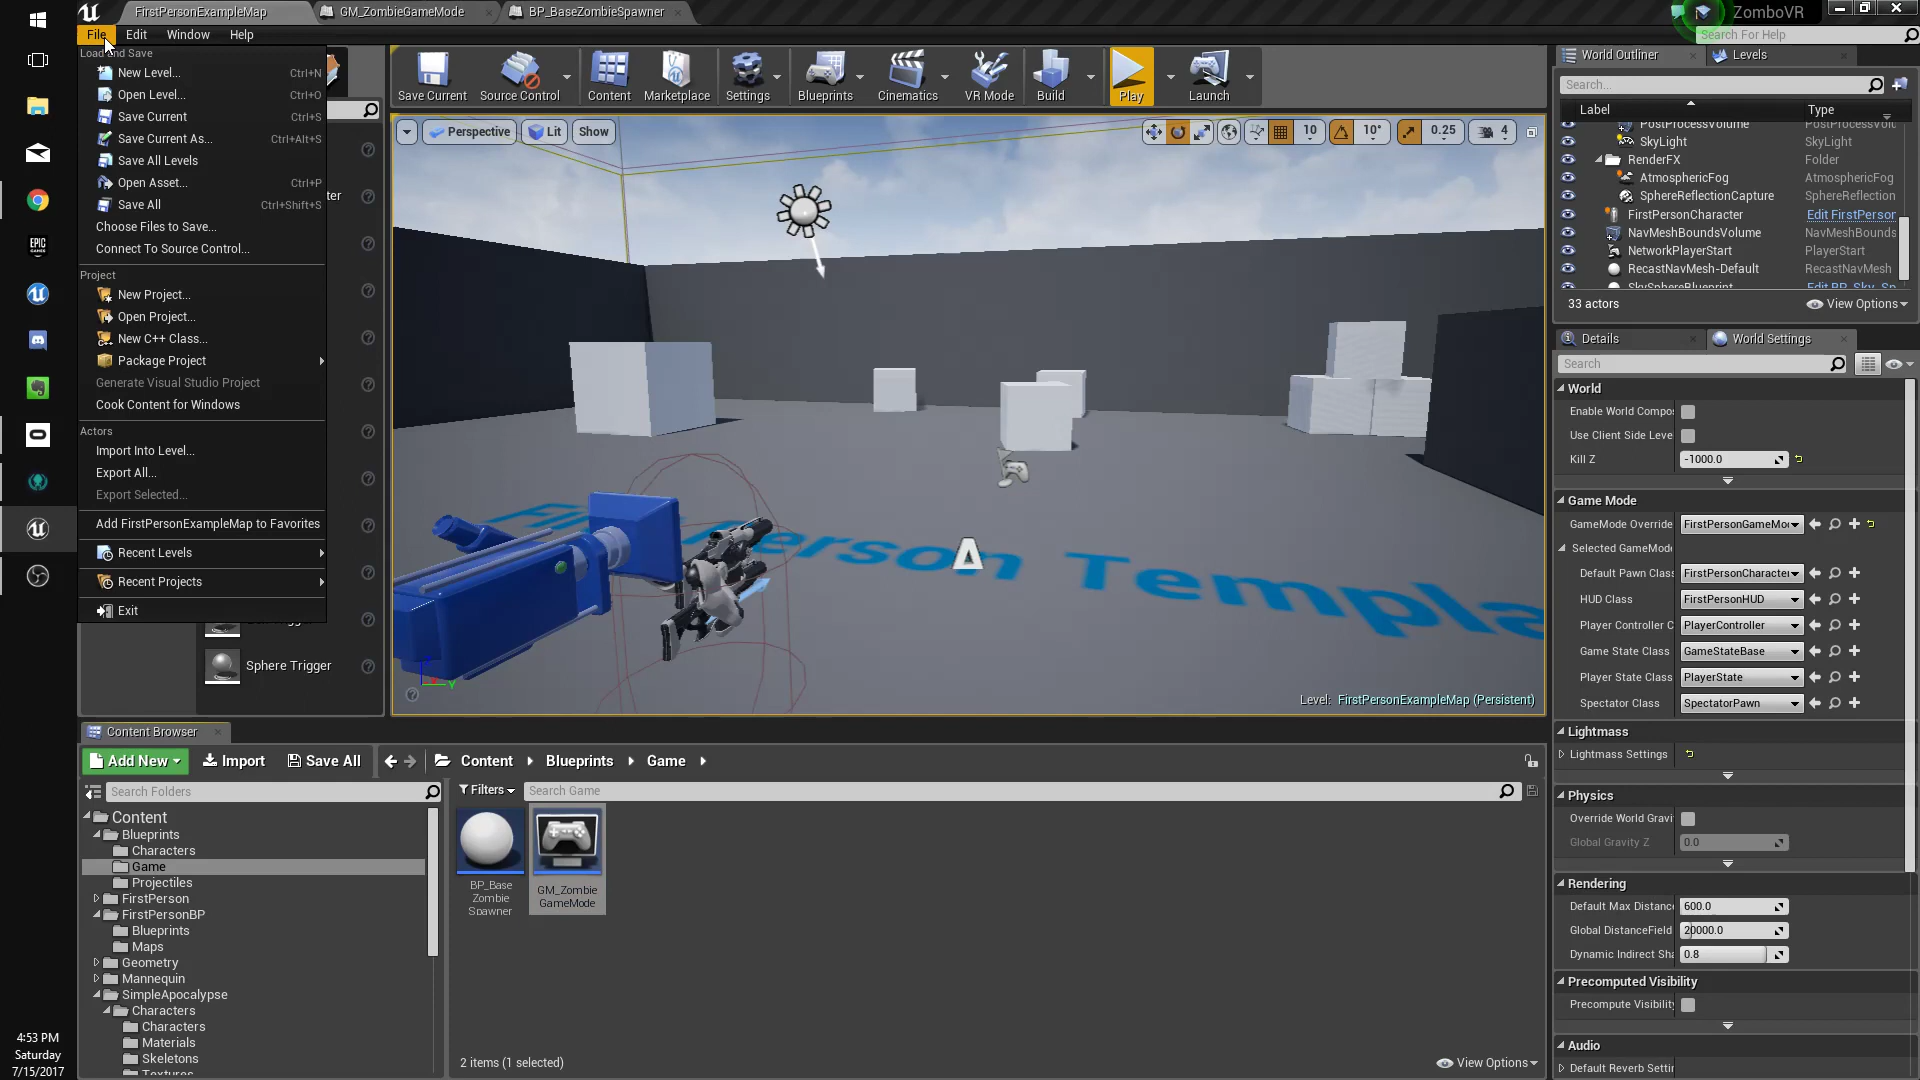 FirstPersonExampleMap
GM_ZombieGameMode
BP_BaseZombieSpawner
ZomboVR
File
Edit
Window
Help
Search For Help
Load and Save
New Level... Ctrl+N
Open Level... Ctrl+O
Save Current Ctrl+S
Save Current As... Ctrl+Alt+S
Save All Levels
Open Asset... Ctrl+P
Save All Ctrl+Shift+S
Choose Files to Save...
Connect To Source Control...
Project
New Project...
Open Project...
New C++ Class...
Package Project
Generate Visual Studio Project
Cook Content for Windows
Actors
Import Into Level...
Export All...
Export Selected...
Add FirstPersonExampleMap to Favorites
Recent Levels
Recent Projects
Exit
Sphere Trigger
Save Current
Source Control
Content
Marketplace
Settings
Blueprints
Cinematics
VR Mode
Build
Play
Launch
Perspective
Lit
Show
10
10°
0.25
4
First Person Templa
Level: FirstPersonExampleMap (Persistent)
World Outliner
Levels
Search...
Label
Type
PostProcessVolume PostProcessVolu
SkyLight SkyLight
RenderFX Folder
AtmosphericFog AtmosphericFog
SphereReflectionCapture SphereReflection
FirstPersonCharacter Edit FirstPerson
NavMeshBoundsVolume NavMeshBounds
NetworkPlayerStart PlayerStart
RecastNavMesh-Default RecastNavMesh
SkySphereBlueprint Edit BP_Sky_Sp
33 actors
View Options
Details
World Settings
Search
World
Enable World Compos
Use Client Side Leve
Kill Z -1000.0
Game Mode
GameMode Override FirstPersonGameMo
Selected GameMode
Default Pawn Class FirstPersonCharacter
HUD Class FirstPersonHUD
Player Controller C PlayerController
Game State Class GameStateBase
Player State Class PlayerState
Spectator Class SpectatorPawn
Lightmass
Lightmass Settings
Physics
Override World Gravi
Global Gravity Z 0.0
Rendering
Default Max Distance 600.0
Global DistanceField 20000.0
Dynamic Indirect Sha 0.8
Precomputed Visibility
Precompute Visibility
Audio
Default Reverb Settin
Content Browser
Add New
Import
Save All
Content
Blueprints
Game
Search Folders
Filters
Search Game
Content
Blueprints
Characters
Game
Projectiles
FirstPerson
FirstPersonBP
Blueprints
Maps
Geometry
Mannequin
SimpleApocalypse
Characters
Characters
Materials
Skeletons
Textures
BP_Base
Zombie
Spawner
GM_Zombie
GameMode
2 items (1 selected)
View Options
EPIC
GAMES
4:53 PM
Saturday
7/15/2017